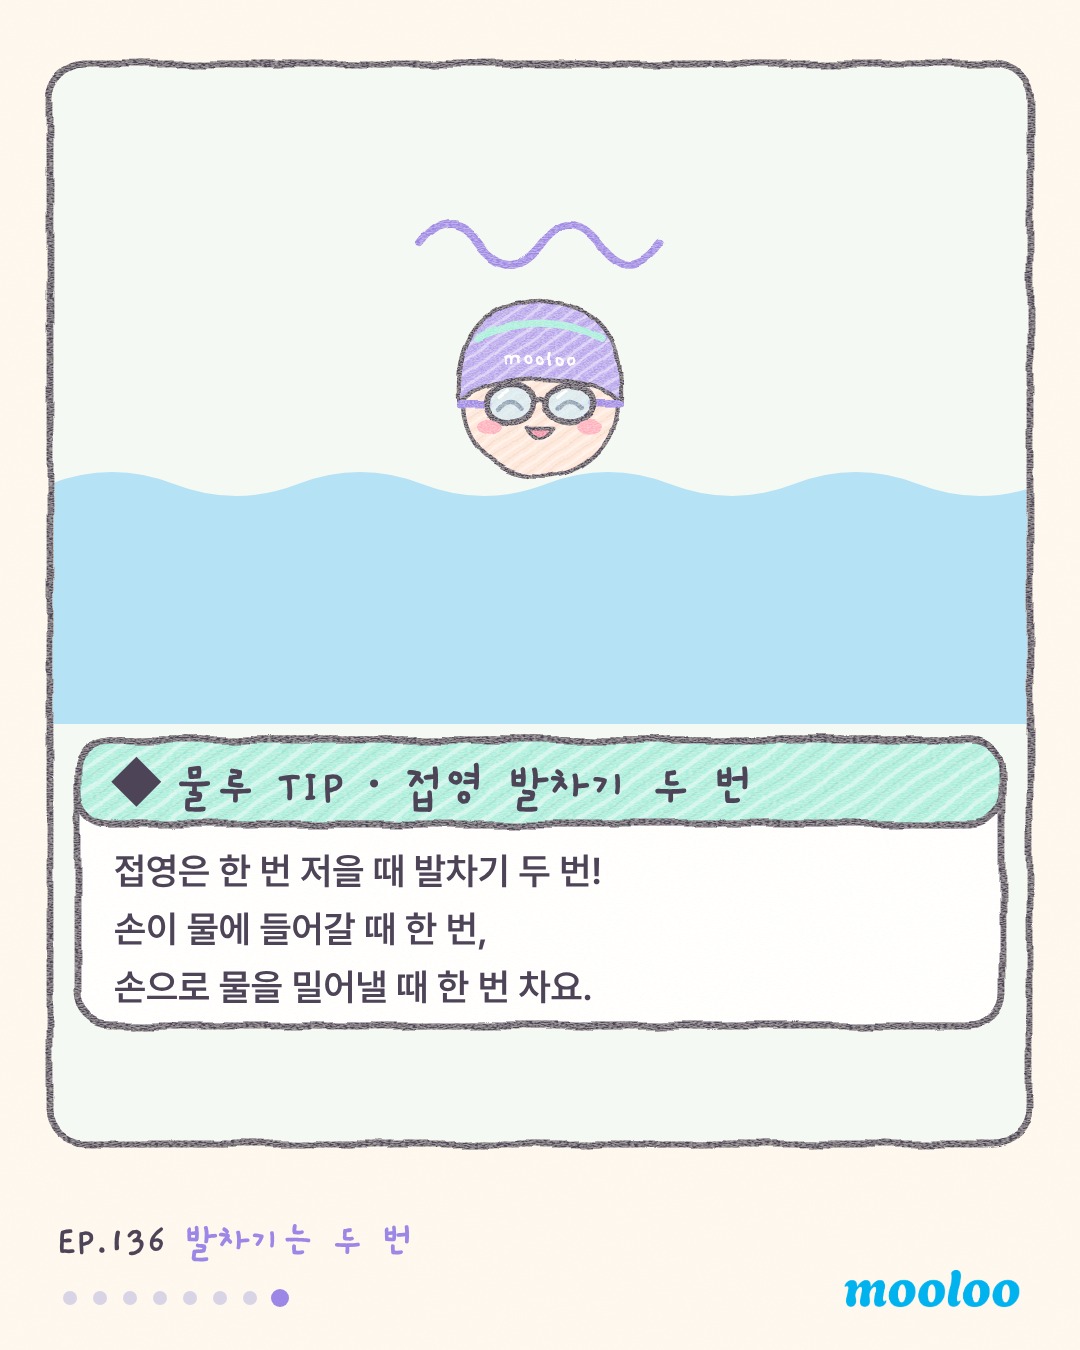 mooloo
◆ 물루 TIP · 접영 발차기 두 번
접영은 한 번 저을 때 발차기 두 번!
손이 물에 들어갈 때 한 번,
손으로 물을 밀어낼 때 한 번 차요.
EP.136 발차기는 두 번
mooloo